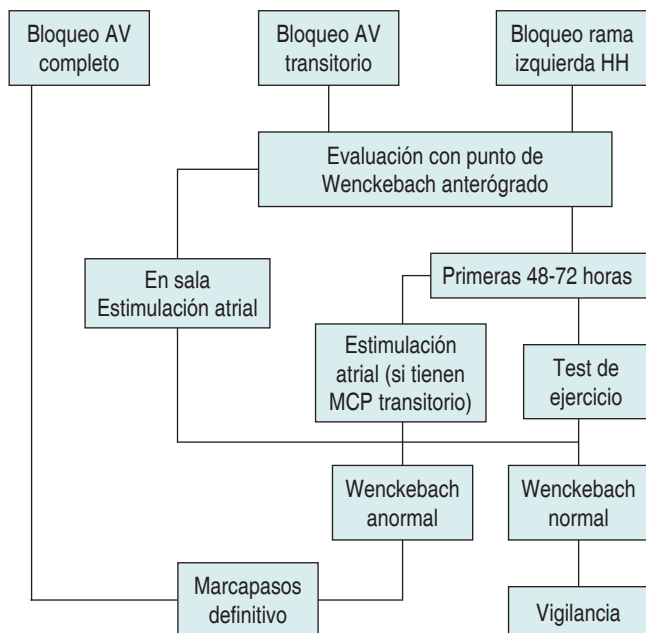 Bloqueo AV
completo
Bloqueo AV
transitorio
Bloqueo rama
izquierda HH
Evaluación con punto de
Wenckebach anterógrado
En sala
Estimulación atrial
Primeras 48-72 horas
Estimulación
atrial (si tienen
MCP transitorio)
Test de
ejercicio
Wenckebach
anormal
Wenckebach
normal
Marcapasos
definitivo
Vigilancia